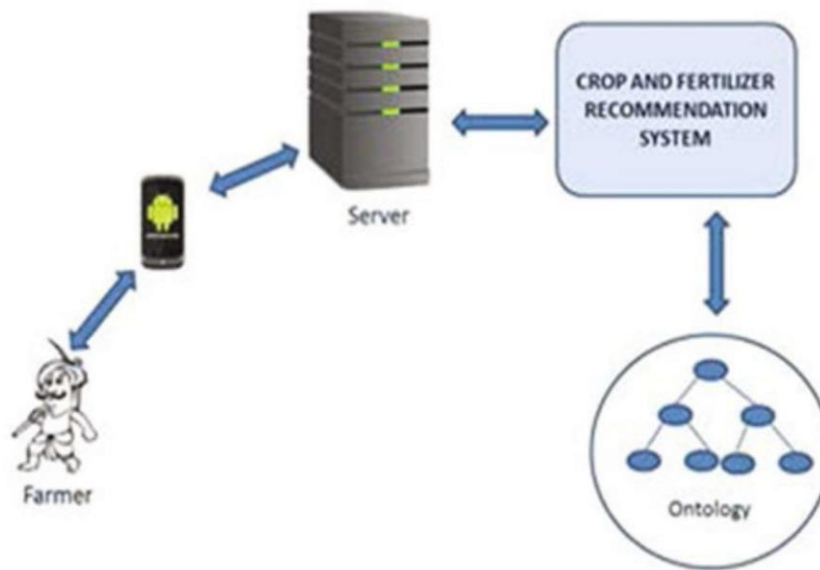 CROP AND FERTILIZER
RECOMMENDATION
SYSTEM
Server
Farmer
Ontology